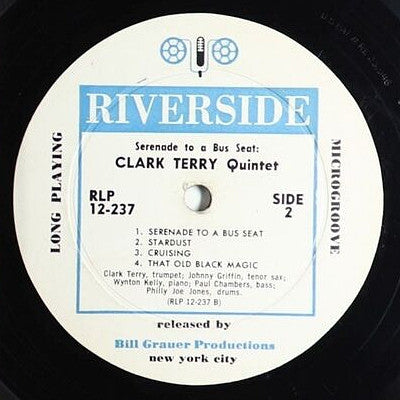 RIVERSIDE
Serenade to a Bus Seat:
CLARK TERRY Quintet
LONG PLAYING
MICROGROOVE
RLP
12-237
SIDE
2
1. SERENADE TO A BUS SEAT
2. STARDUST
3. CRUISING
4. THAT OLD BLACK MAGIC
Clark Terry, trumpet; Johnny Griffin, tenor sax;
Wynton Kelly, piano; Paul Chambers, bass;
Philly Joe Jones, drums.
(RLP 12-237 B)
released by
Bill Grauer Productions
new york city